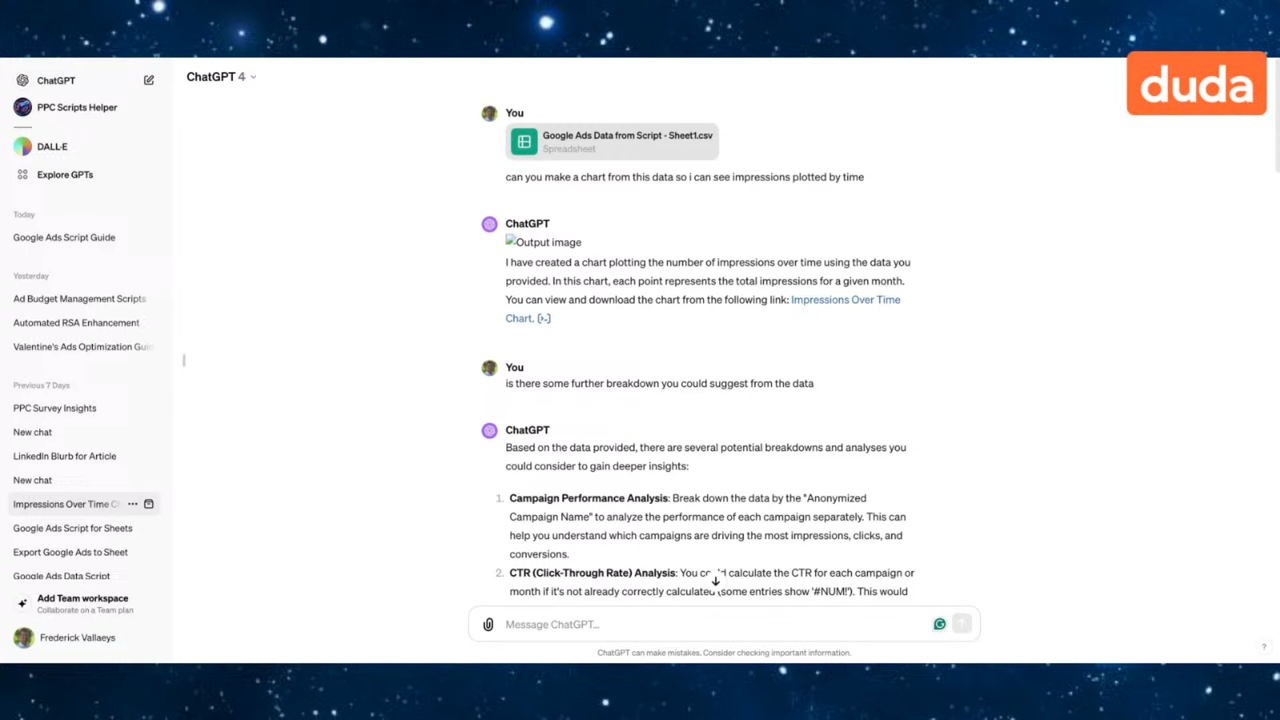 duda
ChatGPT
PPC Scripts Helper
DALL·E
Explore GPTs
Today
Google Ads Script Guide
Yesterday
Ad Budget Management Scripts
Automated RSA Enhancement
Valentine's Ads Optimization Gui
Previous 7 Days
PPC Survey Insights
New chat
LinkedIn Blurb for Article
New chat
Impressions Over Time C
Google Ads Script for Sheets
Export Google Ads to Sheet
Google Ads Data Script
Add Team workspace
Collaborate on a Team plan
Frederick Vallaeys
ChatGPT 4
You
Google Ads Data from Script - Sheet1.csv
Spreadsheet
can you make a chart from this data so i can see impressions plotted by time
ChatGPT
Output image
I have created a chart plotting the number of impressions over time using the data you
provided. In this chart, each point represents the total impressions for a given month.
You can view and download the chart from the following link: Impressions Over Time
Chart. [>-]
You
is there some further breakdown you could suggest from the data
ChatGPT
Based on the data provided, there are several potential breakdowns and analyses you
could consider to gain deeper insights:
1. Campaign Performance Analysis: Break down the data by the "Anonymized
Campaign Name" to analyze the performance of each campaign separately. This can
help you understand which campaigns are driving the most impressions, clicks, and
conversions.
2. CTR (Click-Through Rate) Analysis: You could calculate the CTR for each campaign or
month if it's not already correctly calculated (some entries show '#NUM!'). This would
Message ChatGPT...
ChatGPT can make mistakes. Consider checking important information.
?